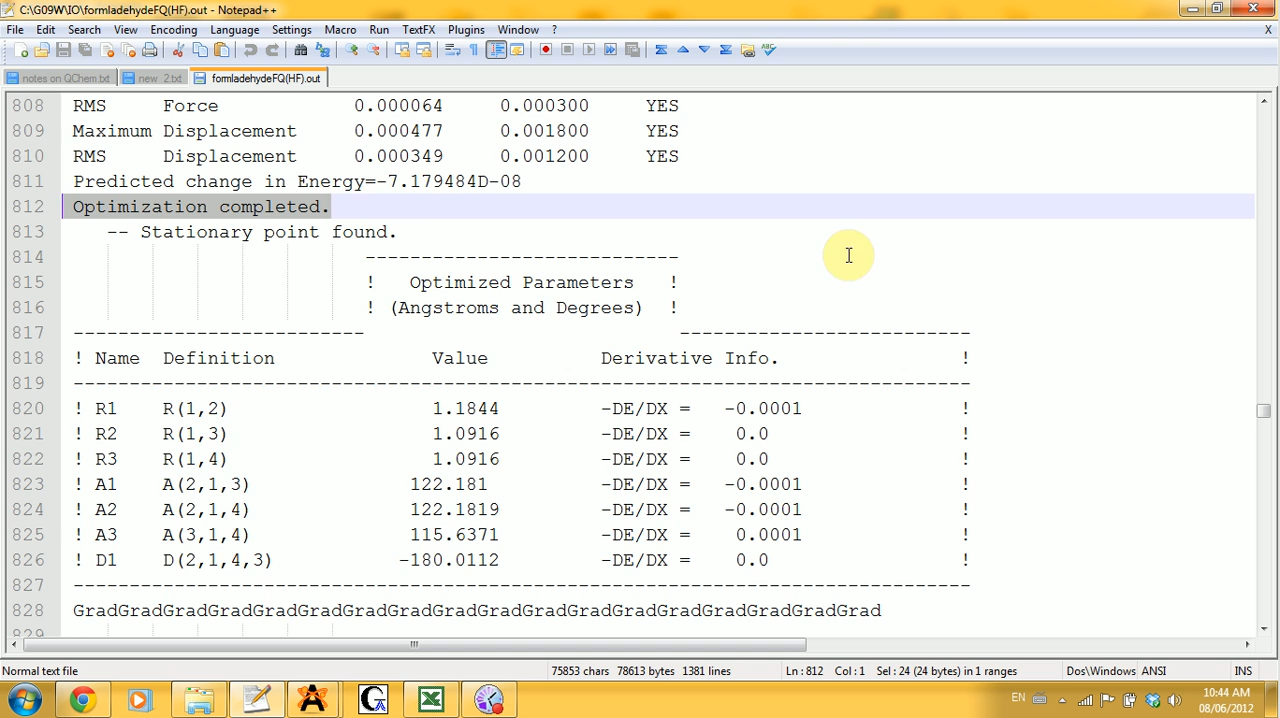 C:\G09W\IO\formladehydeFQ(HF).out - Notepad++
File Edit Search View Encoding Language Settings Macro Run TextFX Plugins Window ? X
notes on QChem.txt new 2.txt formladehydeFQ(HF).out
808 RMS Force 0.000064 0.000300 YES
809 Maximum Displacement 0.000477 0.001800 YES
810 RMS Displacement 0.000349 0.001200 YES
811 Predicted change in Energy=-7.179484D-08
812 Optimization completed.
813 -- Stationary point found.
814 ----------------------------
815 ! Optimized Parameters !
816 ! (Angstroms and Degrees) !
817 -------------------------- --------------------------
818 ! Name Definition Value Derivative Info. !
819 --------------------------------------------------------------------------------
820 ! R1 R(1,2) 1.1844 -DE/DX = -0.0001 !
821 ! R2 R(1,3) 1.0916 -DE/DX = 0.0 !
822 ! R3 R(1,4) 1.0916 -DE/DX = 0.0 !
823 ! A1 A(2,1,3) 122.181 -DE/DX = -0.0001 !
824 ! A2 A(2,1,4) 122.1819 -DE/DX = -0.0001 !
825 ! A3 A(3,1,4) 115.6371 -DE/DX = 0.0001 !
826 ! D1 D(2,1,4,3) -180.0112 -DE/DX = 0.0 !
827 --------------------------------------------------------------------------------
828 GradGradGradGradGradGradGradGradGradGradGradGradGradGradGradGradGradGrad
829
Normal text file 75853 chars 78613 bytes 1381 lines Ln : 812 Col : 1 Sel : 24 (24 bytes) in 1 ranges Dos\Windows ANSI INS
EN 10:44 AM
08/06/2012